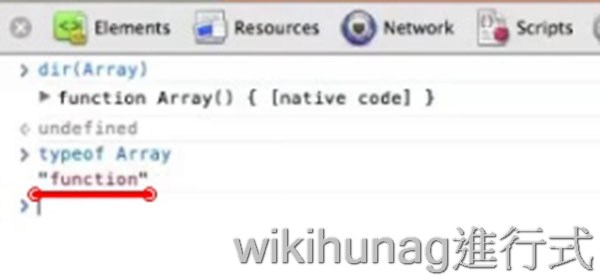 Elements Resources Network Scripts
> dir(Array)
▶ function Array() { [native code] }
< undefined
> typeof Array
"function"
>
wikihunag進行式